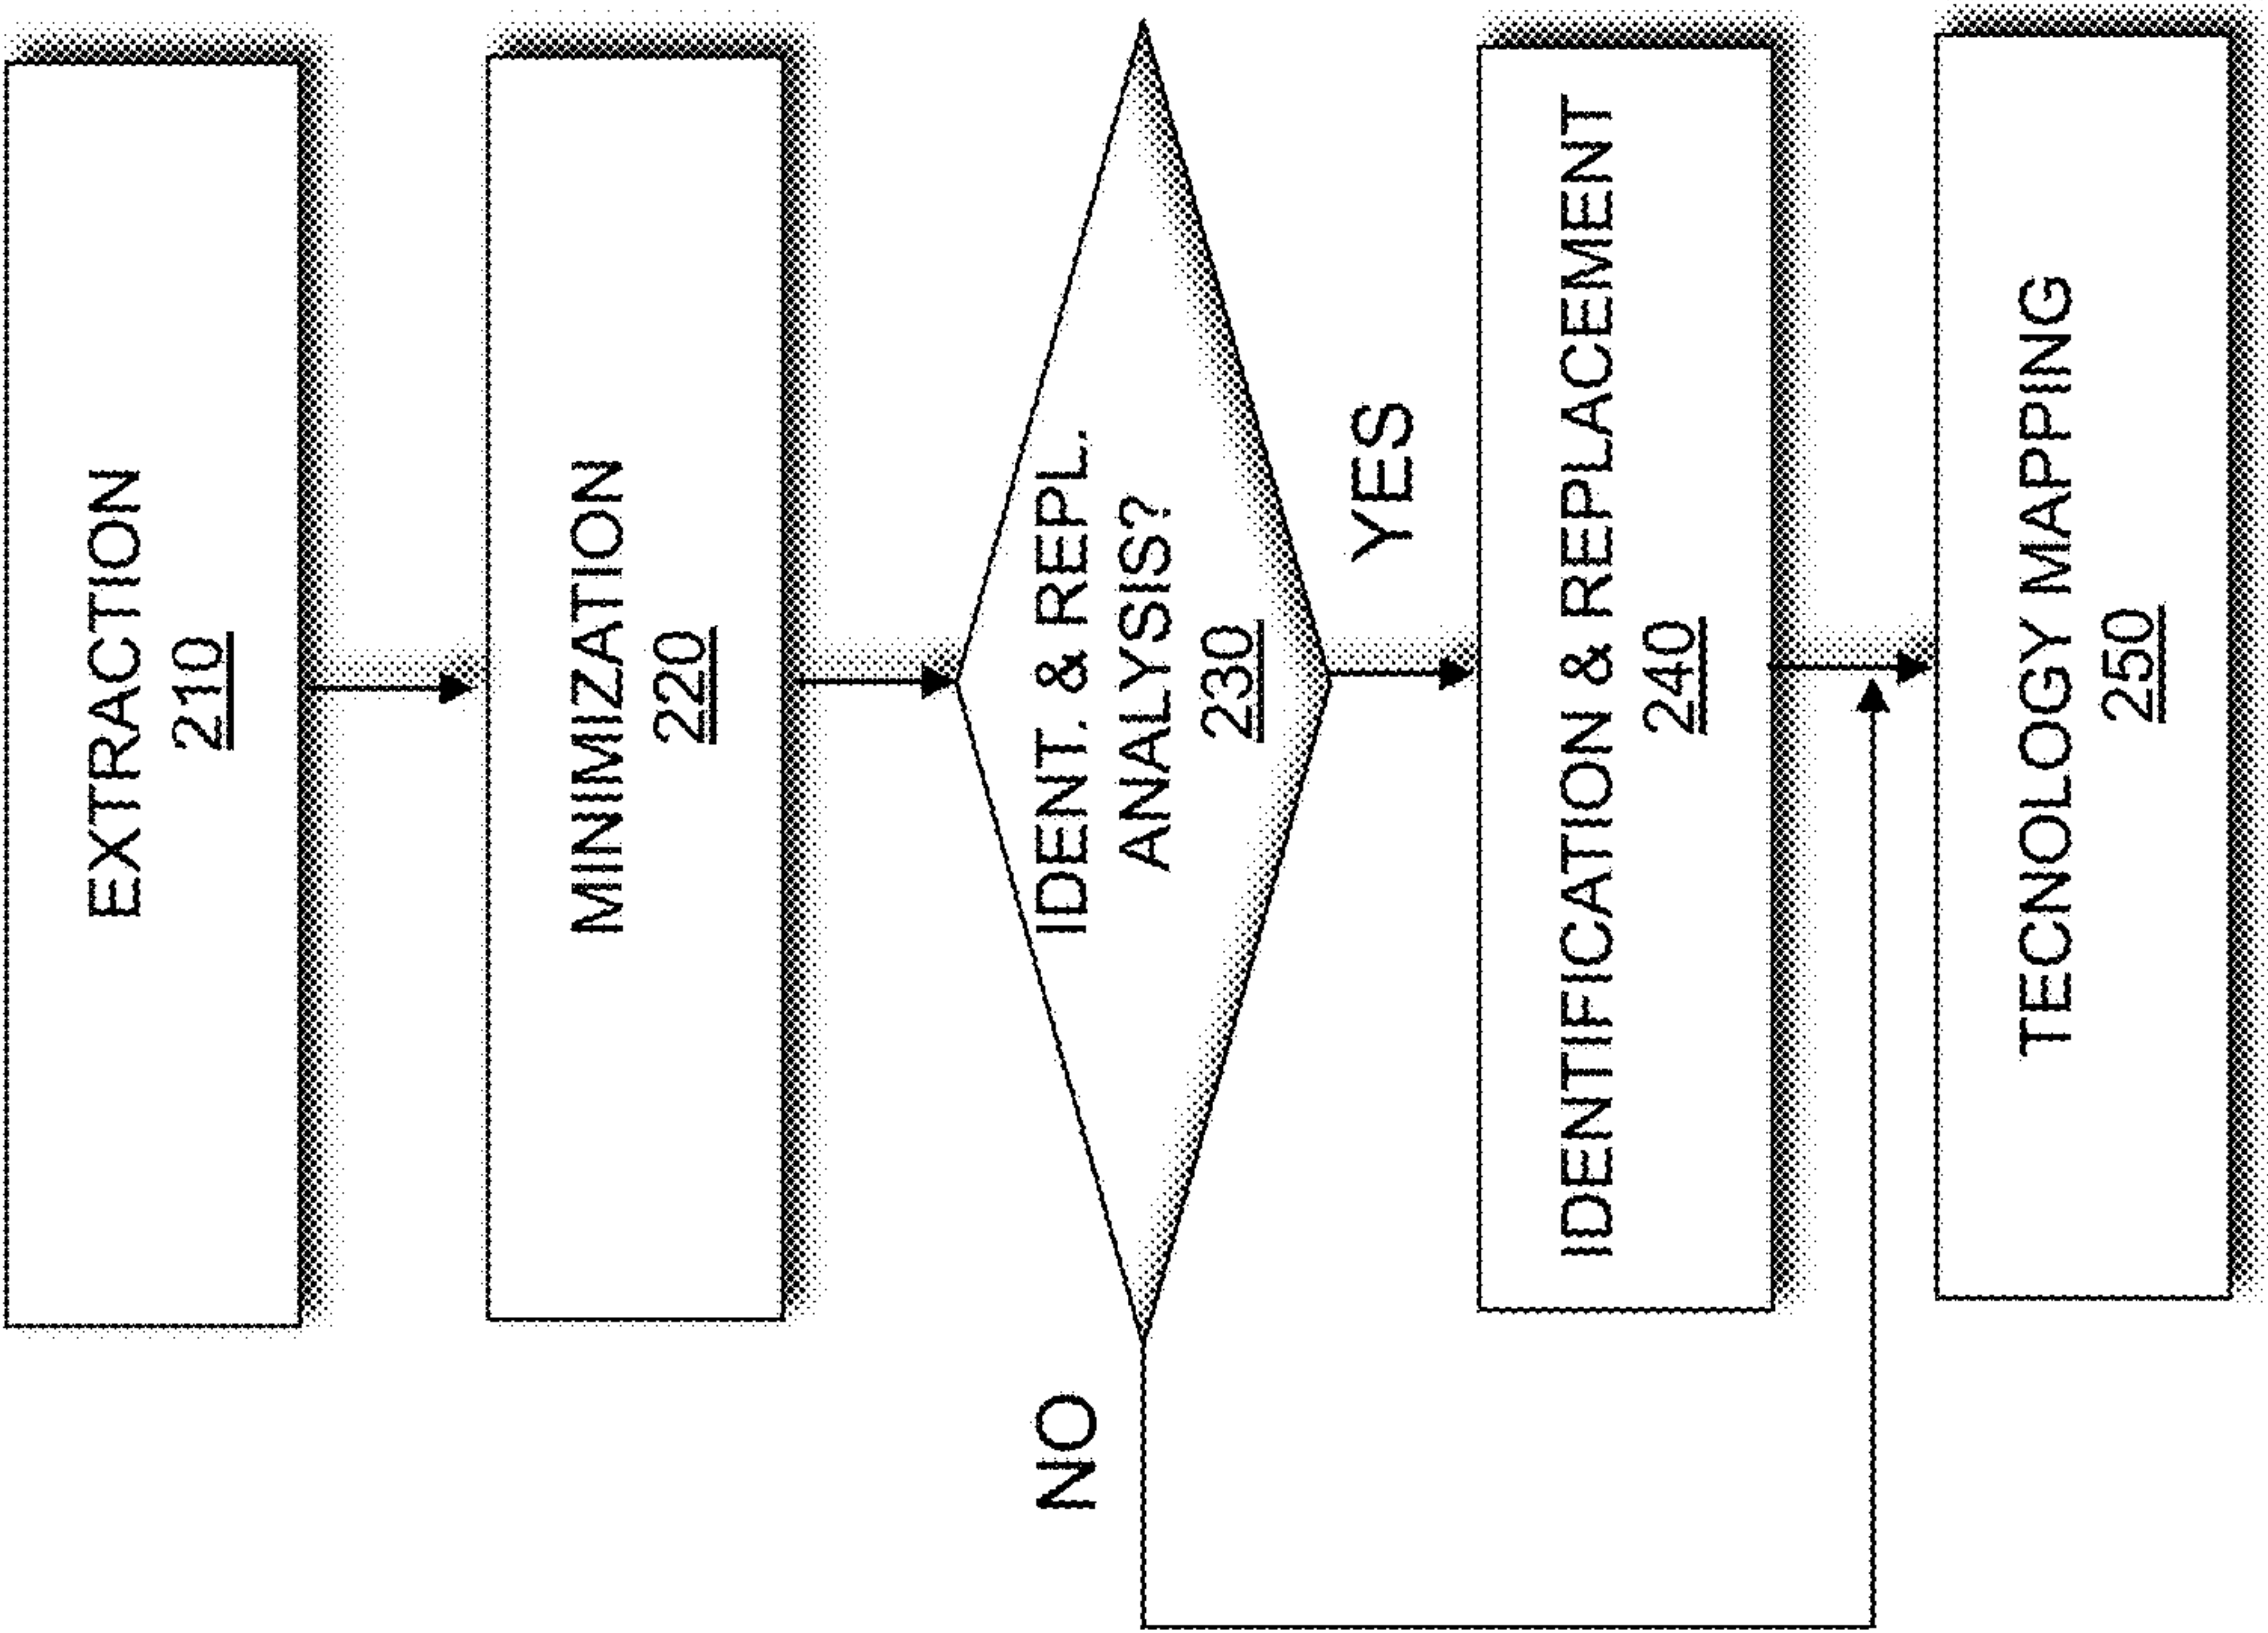 EXTRACTION
210
MINIMIZATION
220
IDENT. & REPL.
ANALYSIS?
230
NO
YES
IDENTIFICATION & REPLACEMENT
240
TECNOLOGY MAPPING
250